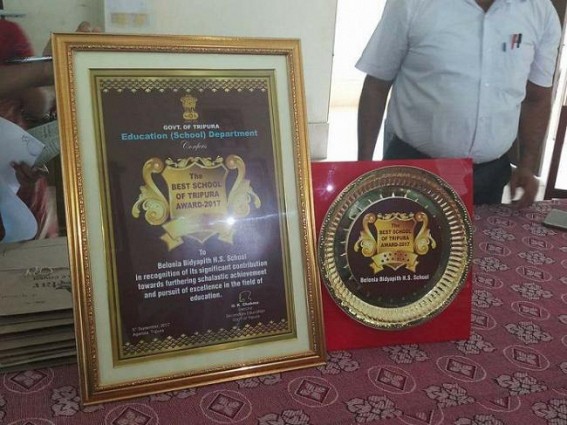 GOVT. OF TRIPURA
Education (School) Department
Confers
The
BEST SCHOOL
OF TRIPURA
AWARD-2017
To
Belonia Bidyapith H.S. School
in recognition of its significant contribution
towards furthering scholastic achievement
and pursuit of excellence in the field of
education.
5th September, 2017
Agartala, Tripura
The
BEST SCHOOL
OF TRIPURA
AWARD-2017
Belonia Bidyapith H.S. School